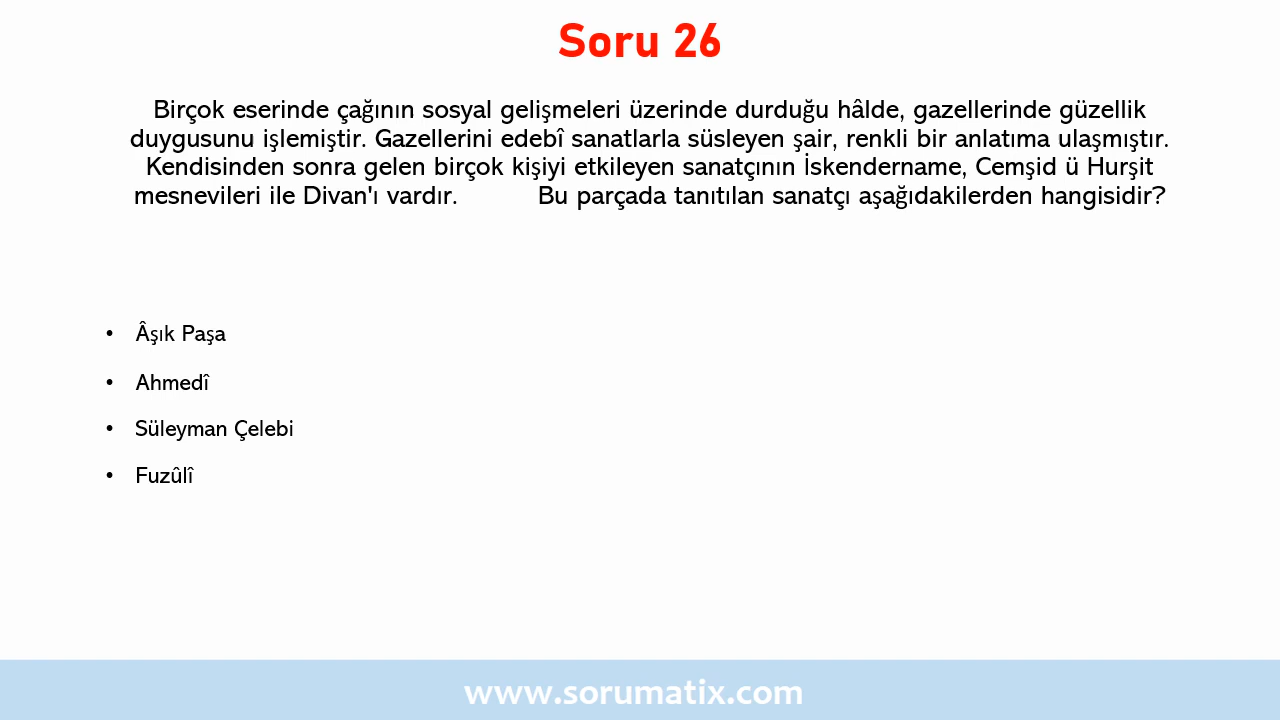 Soru 26
Birçok eserinde çağının sosyal gelişmeleri üzerinde durduğu hâlde, gazellerinde güzellik
duygusunu işlemiştir. Gazellerini edebî sanatlarla süsleyen şair, renkli bir anlatıma ulaşmıştır.
Kendisinden sonra gelen birçok kişiyi etkileyen sanatçının İskendername, Cemşid ü Hurşit
mesnevileri ile Divan'ı vardır. Bu parçada tanıtılan sanatçı aşağıdakilerden hangisidir?
• Âşık Paşa
• Ahmedî
• Süleyman Çelebi
• Fuzûlî
www.sorumatix.com